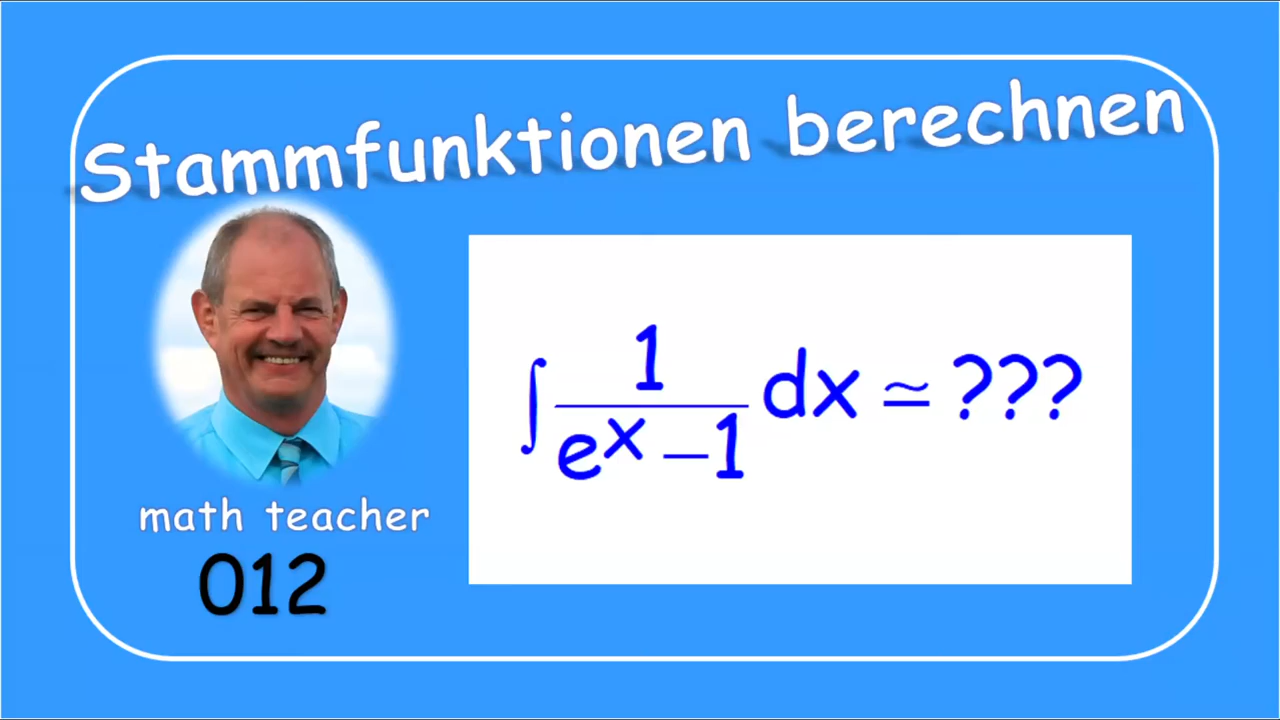 Stammfunktionen berechnen
∫ 1/(eˣ −1) dx ≃ ???
math teacher
012